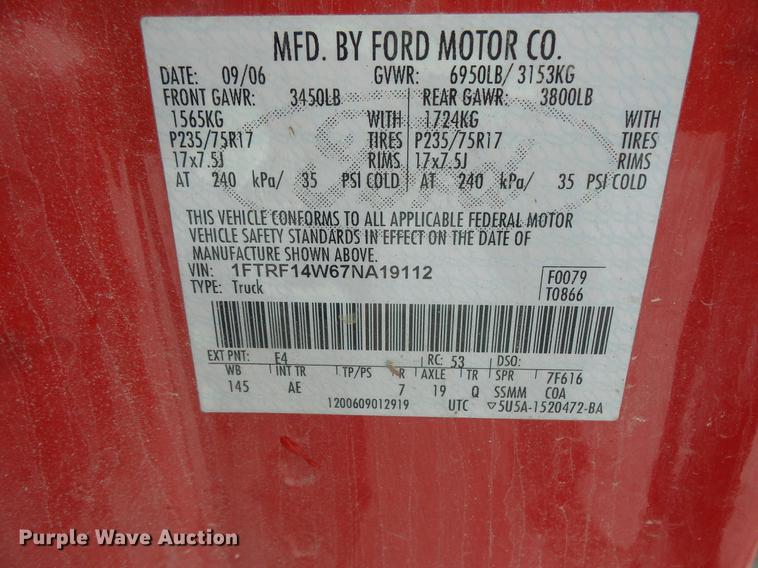 MFD. BY FORD MOTOR CO.
DATE: 09/06 GVWR: 6950LB/ 3153KG
FRONT GAWR: 3450LB REAR GAWR: 3800LB
1565KG WITH 1724KG WITH
P235/75R17 TIRES P235/75R17 TIRES
17x7.5J RIMS 17x7.5J RIMS
AT 240 kPa/ 35 PSI COLD AT 240 kPa/ 35 PSI COLD
THIS VEHICLE CONFORMS TO ALL APPLICABLE FEDERAL MOTOR
VEHICLE SAFETY STANDARDS IN EFFECT ON THE DATE OF
MANUFACTURE SHOWN ABOVE.
VIN: 1FTRF14W67NA19112 F0079
TYPE: Truck T0866
EXT PNT: E4 RC: 53 DSO:
WB INT TR TP/PS R AXLE TR SPR 7F616
145 AE 7 19 Q SSMM COA
1200609012919 UTC ▽5U5A-1520472-BA
Purple Wave Auction